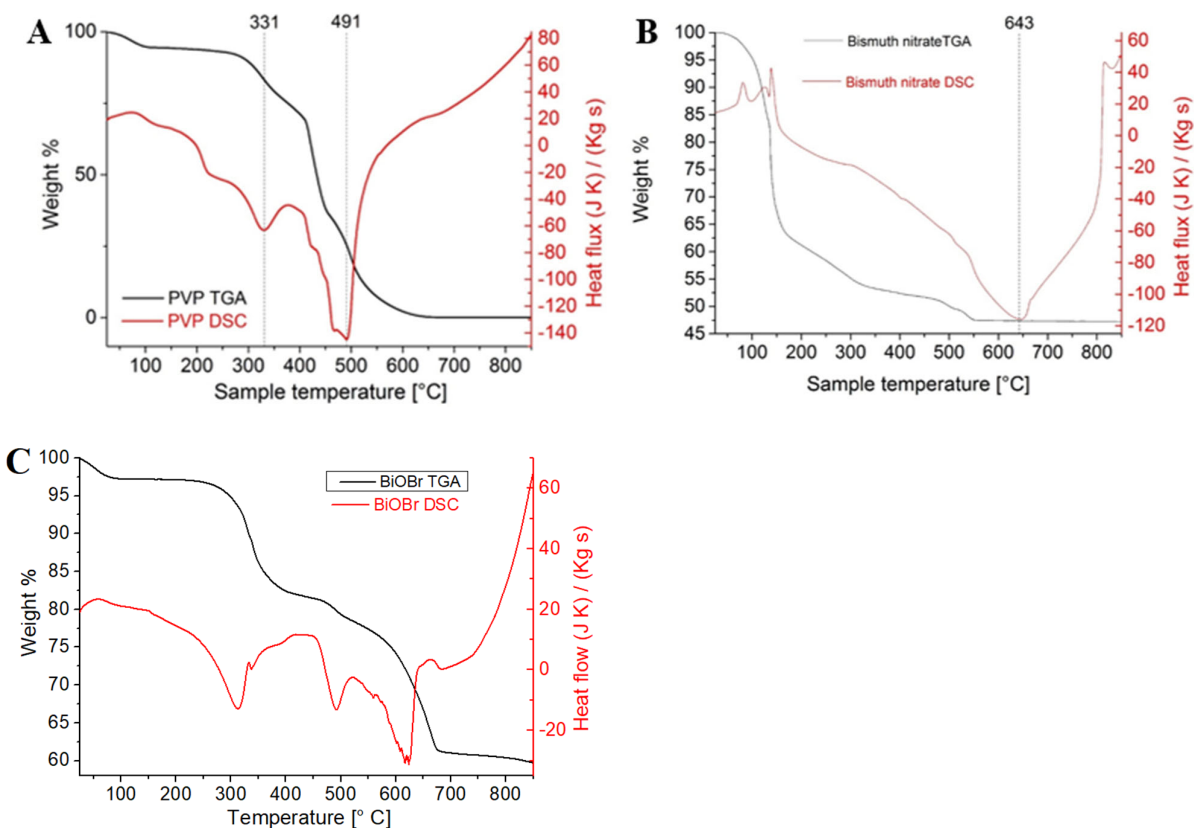 A
331
491
100
50
0
Weight %
80
60
40
20
0
-20
-40
-60
-80
-100
-120
-140
Heat flux (J K) / (Kg s)
PVP TGA
PVP DSC
100 200 300 400 500 600 700 800
Sample temperature [°C]
B
643
100
95
90
85
80
75
70
65
60
55
50
45
Weight %
Bismuth nitrateTGA
Bismuth nitrate DSC
60
40
20
0
-20
-40
-60
-80
-100
-120
Heat flux (J K) / (Kg s)
100 200 300 400 500 600 700 800
Sample temperature [°C]
C
100
95
90
85
80
75
70
65
60
Weight %
BiOBr TGA
BiOBr DSC
60
40
20
0
-20
Heat flow (J K) / (Kg s)
100 200 300 400 500 600 700 800
Temperature [° C]